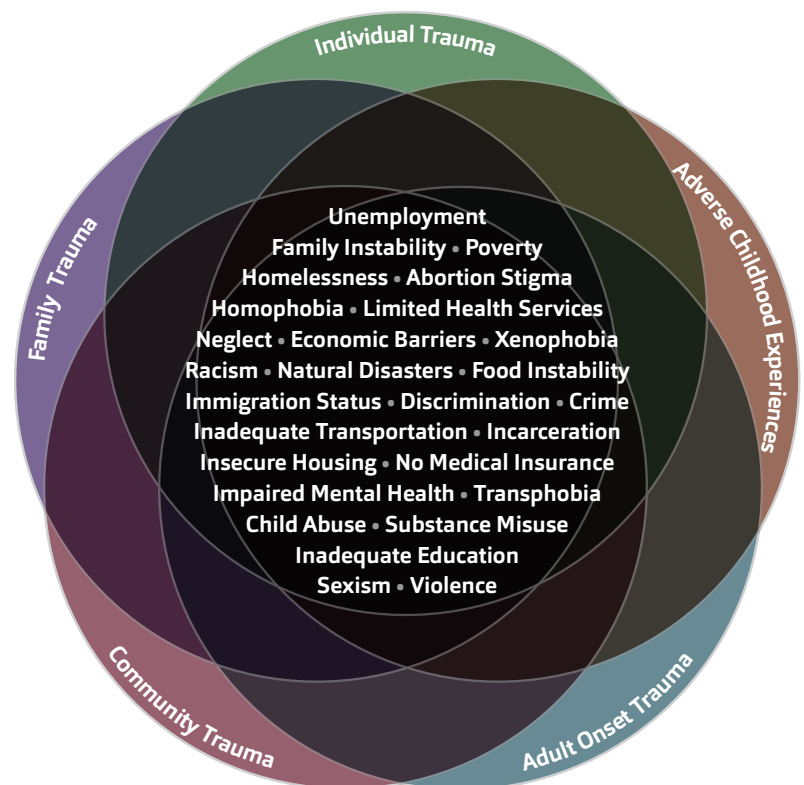 Individual Trauma
Adverse Childhood Experiences
Family Trauma
Unemployment
Family Instability • Poverty
Homelessness • Abortion Stigma
Homophobia • Limited Health Services
Neglect • Economic Barriers • Xenophobia
Racism • Natural Disasters • Food Instability
Immigration Status • Discrimination • Crime
Inadequate Transportation • Incarceration
Insecure Housing • No Medical Insurance
Impaired Mental Health • Transphobia
Child Abuse • Substance Misuse
Inadequate Education
Sexism • Violence
Community Trauma
Adult Onset Trauma